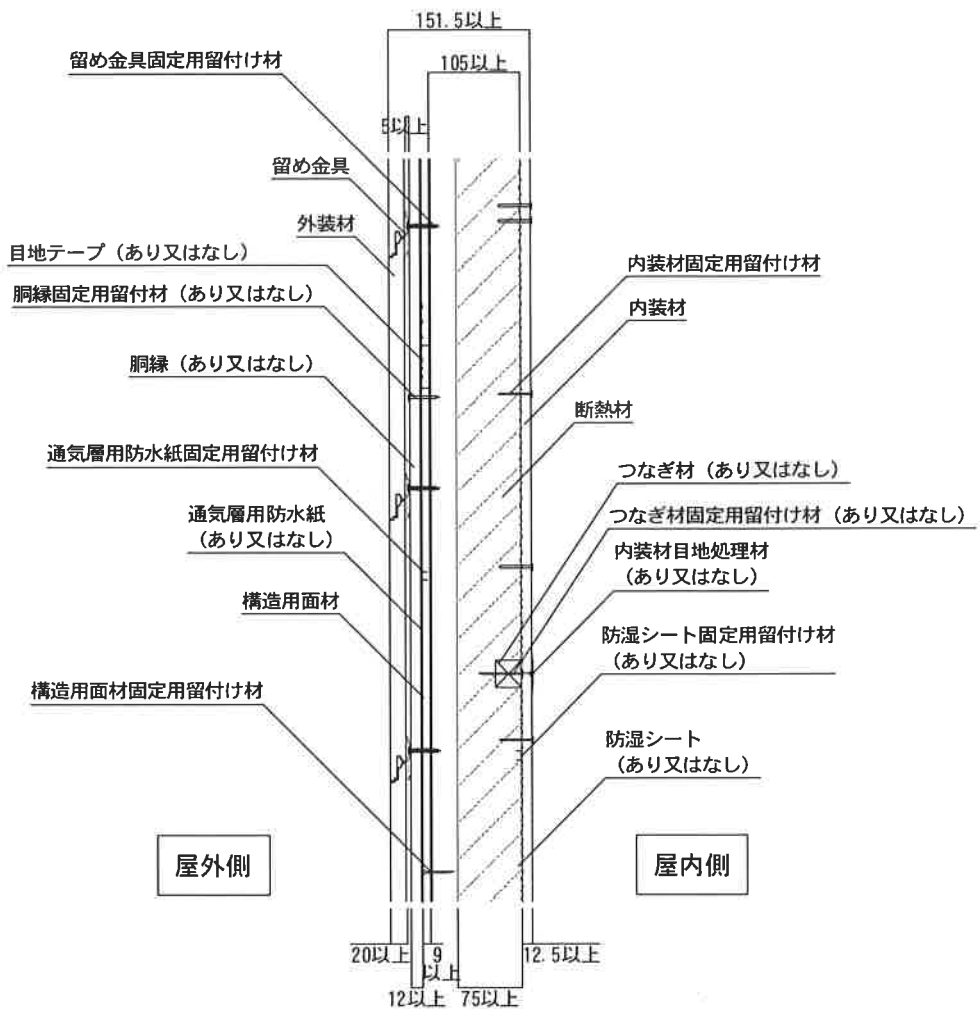 151.5以上
105以上
5以上
留め金具固定用留付け材
留め金具
外装材
目地テープ（あり又はなし）
胴縁固定用留付材（あり又はなし）
胴縁（あり又はなし）
通気層用防水紙固定用留付け材
通気層用防水紙
（あり又はなし）
構造用面材
構造用面材固定用留付け材
屋外側
内装材固定用留付け材
内装材
断熱材
つなぎ材（あり又はなし）
つなぎ材固定用留付け材（あり又はなし）
内装材目地処理材
（あり又はなし）
防湿シート固定用留付け材
（あり又はなし）
防湿シート
（あり又はなし）
屋内側
20以上
9
以上
12.5以上
12以上
75以上